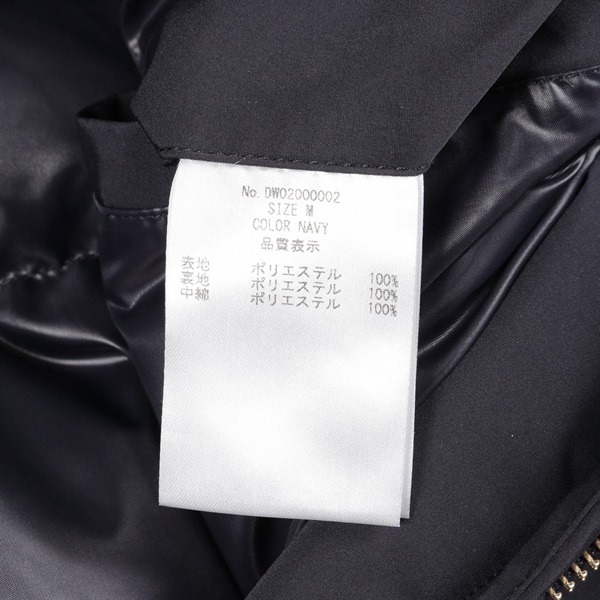 No. DW02000002
SIZE M
COLOR NAVY
品質表示
表地 ポリエステル 100%
裏地 ポリエステル 100%
中綿 ポリエステル 100%